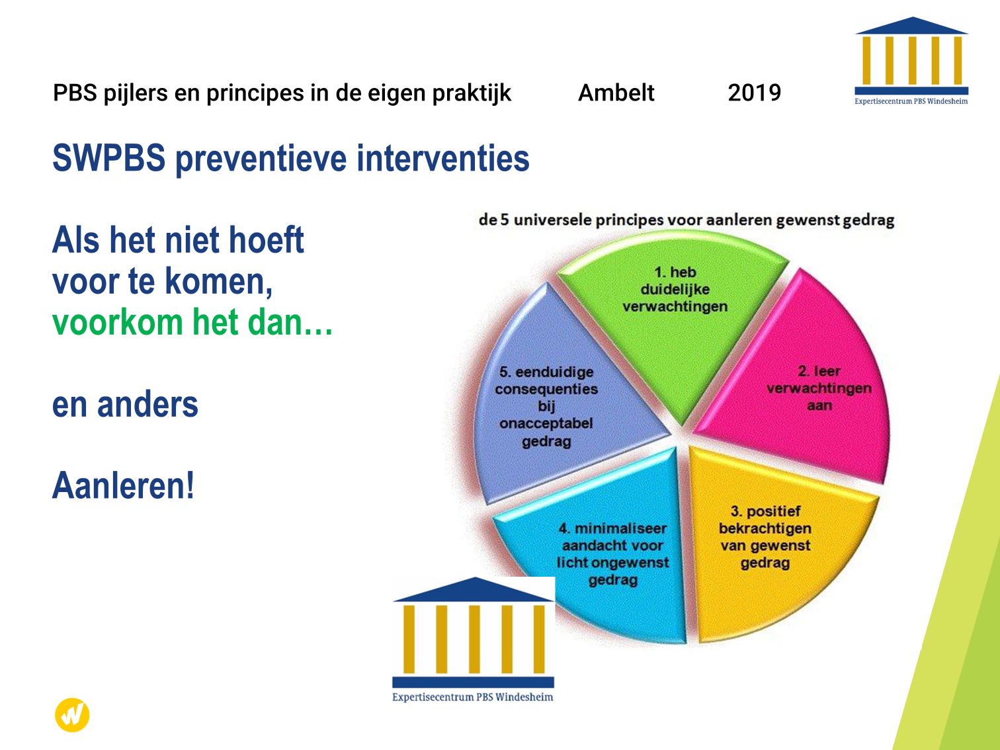 PBS pijlers en principes in de eigen praktijk Ambelt 2019
Expertisecentrum PBS Windesheim
SWPBS preventieve interventies
Als het niet hoeft
voor te komen,
voorkom het dan…
en anders
Aanleren!
de 5 universele principes voor aanleren gewenst gedrag
1. heb
duidelijke
verwachtingen
2. leer
verwachtingen
aan
3. positief
bekrachtigen
van gewenst
gedrag
4. minimaliseer
aandacht voor
licht ongewenst
gedrag
5. eenduidige
consequenties
bij
onacceptabel
gedrag
Expertisecentrum PBS Windesheim
W